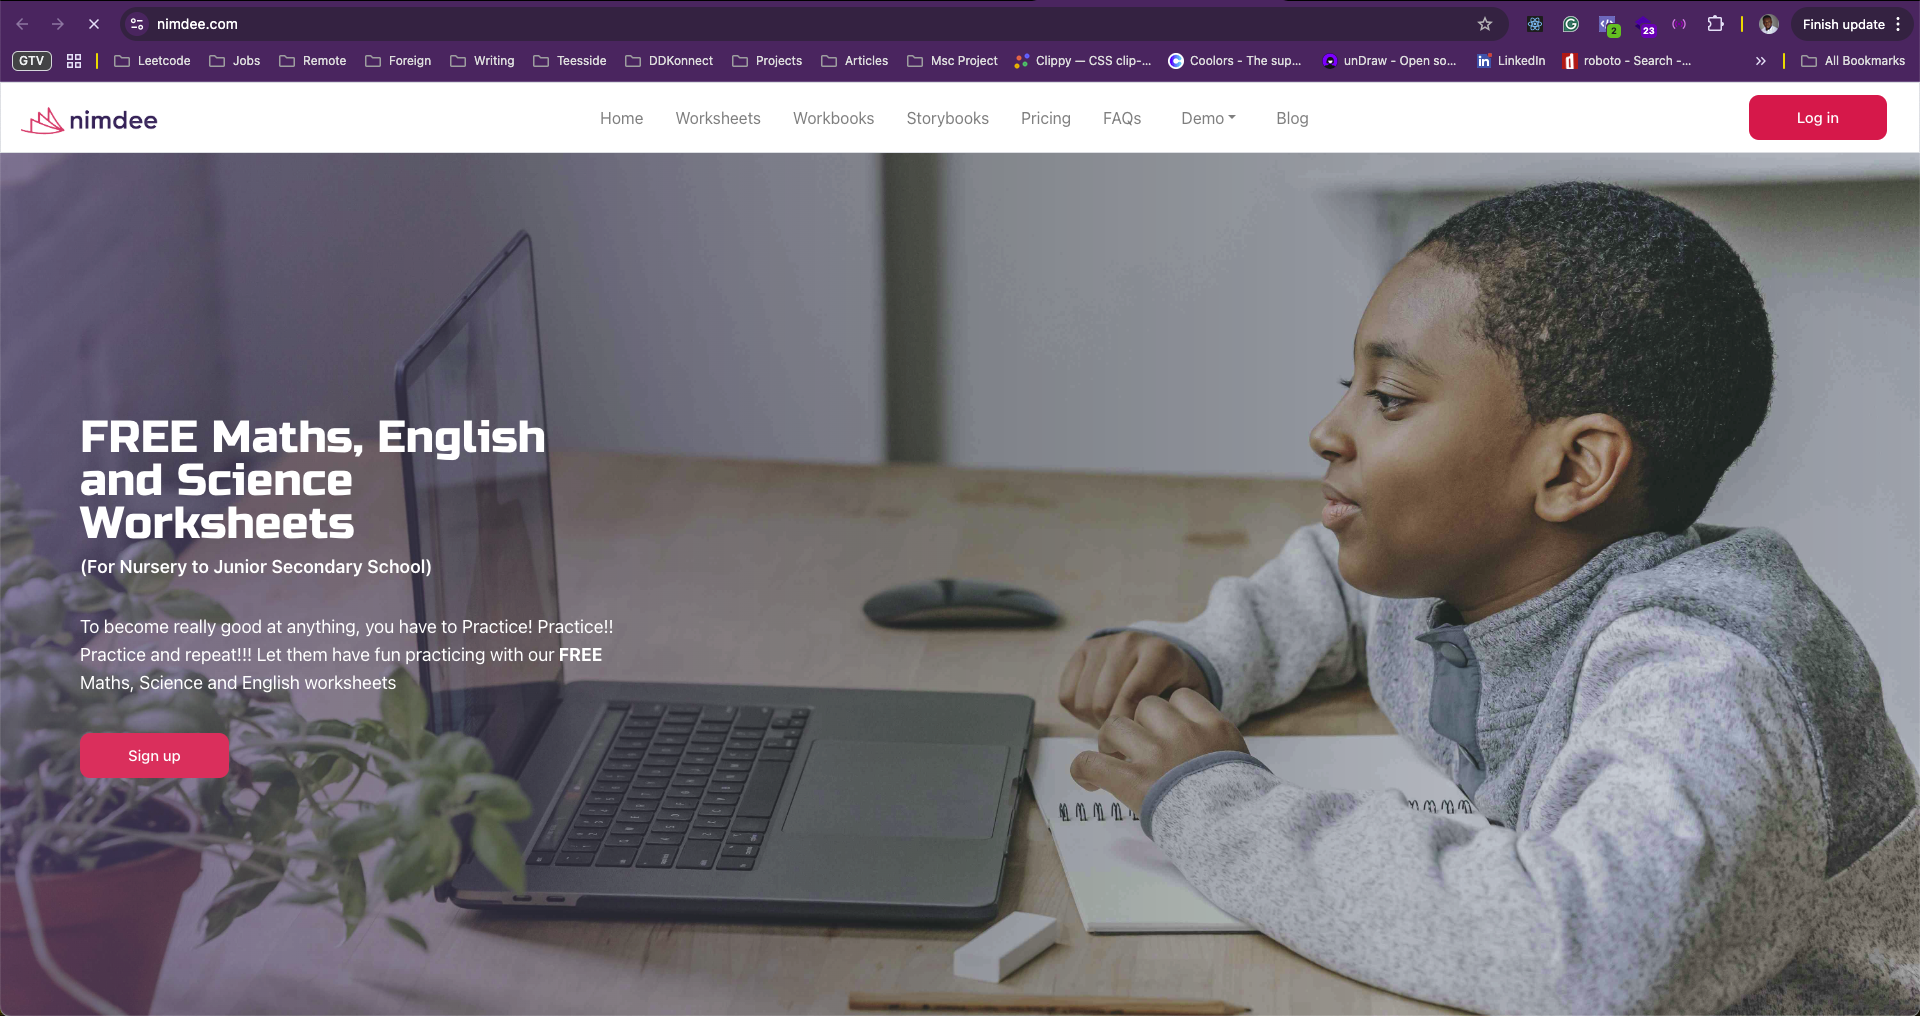 nimdee.com
2
23
Finish update
GTV
Leetcode
Jobs
Remote
Foreign
Writing
Teesside
DDKonnect
Projects
Articles
Msc Project
Clippy — CSS clip-...
Coolors - The sup...
unDraw - Open so...
LinkedIn
roboto - Search -...
»
All Bookmarks
nimdee
Home
Worksheets
Workbooks
Storybooks
Pricing
FAQs
Demo
Blog
Log in
FREE Maths, English
and Science
Worksheets
(For Nursery to Junior Secondary School)
To become really good at anything, you have to Practice! Practice!!
Practice and repeat!!! Let them have fun practicing with our FREE
Maths, Science and English worksheets
Sign up